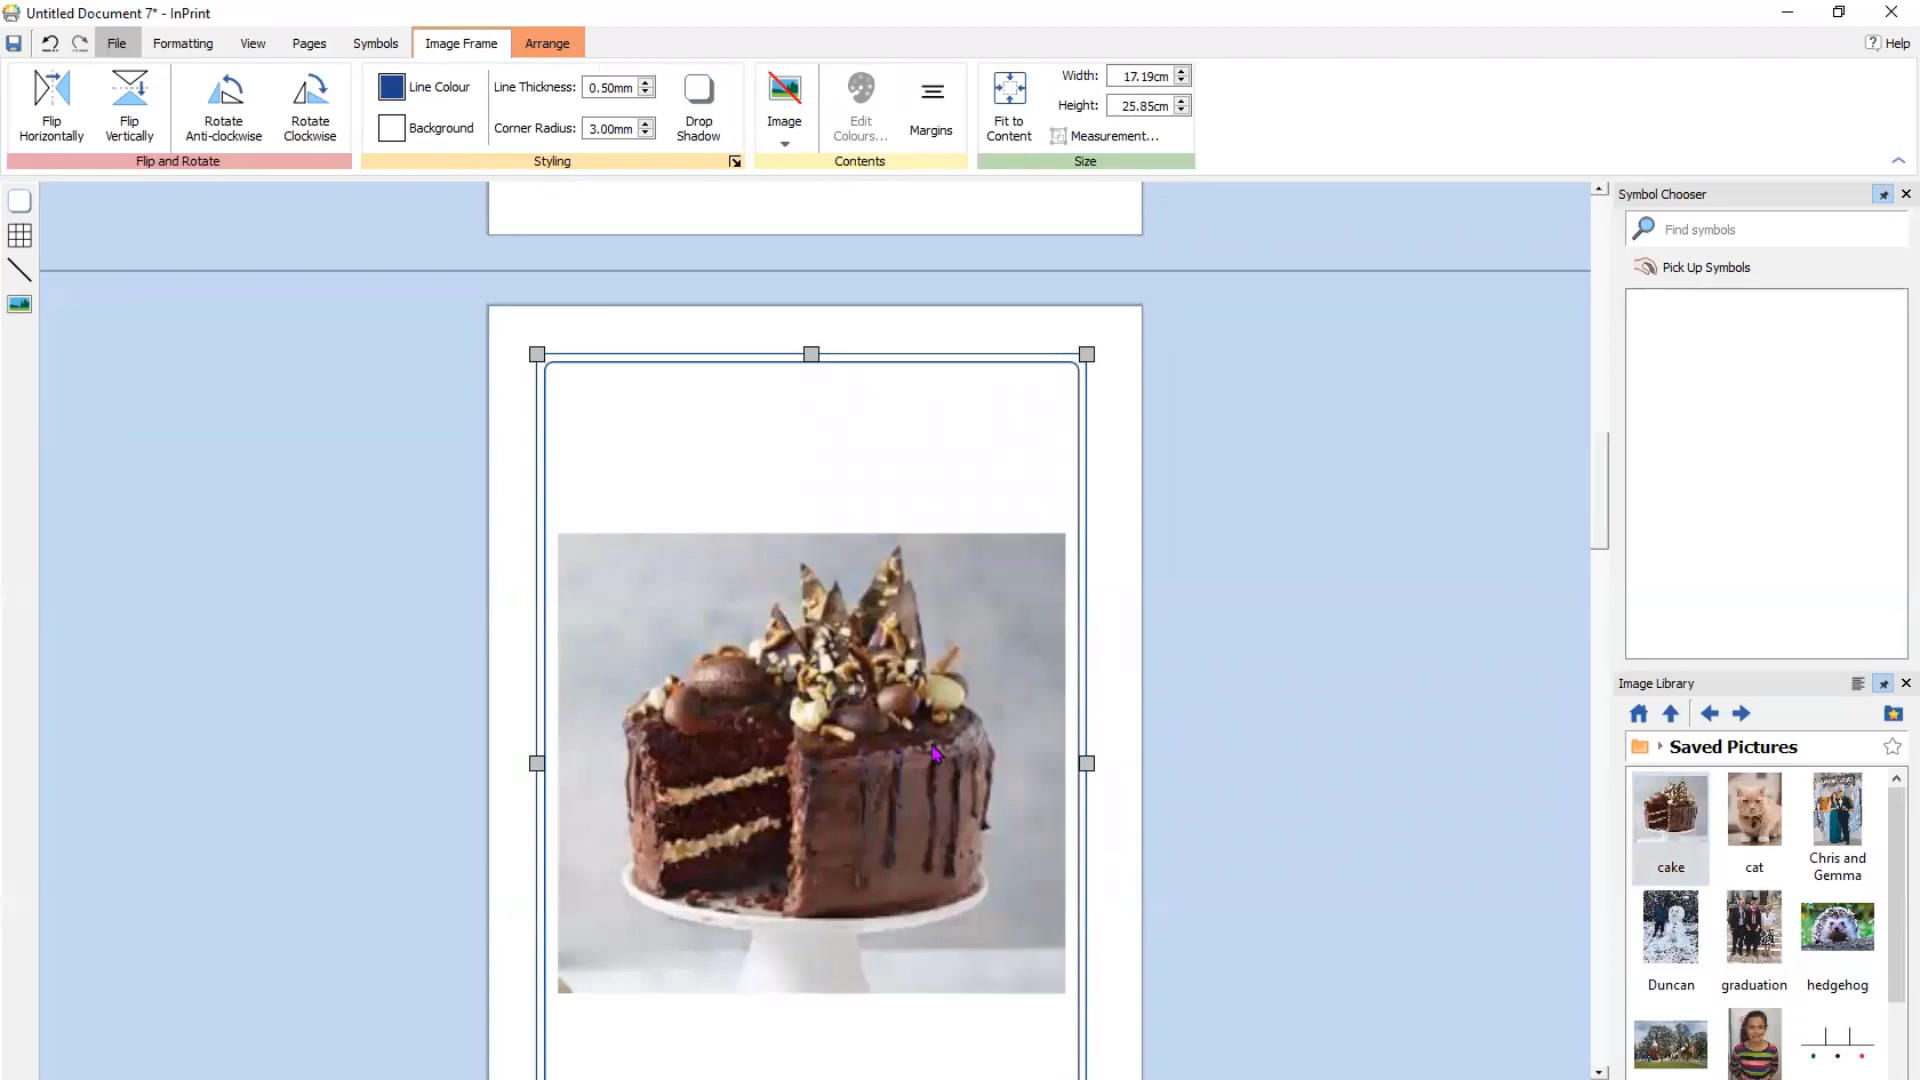 Untitled Document 7* - InPrint
File
Formatting
View
Pages
Symbols
Image Frame
Arrange
Help
Flip
Horizontally
Flip
Vertically
Rotate
Anti-clockwise
Rotate
Clockwise
Flip and Rotate
Line Colour
Background
Line Thickness:
0.50mm
Corner Radius:
3.00mm
Drop
Shadow
Styling
Image
Edit
Colours...
Margins
Contents
Fit to
Content
Width:
17.19cm
Height:
25.85cm
Measurement...
Size
Symbol Chooser
Find symbols
Pick Up Symbols
Image Library
Saved Pictures
cake
cat
Chris and
Gemma
Duncan
graduation
hedgehog